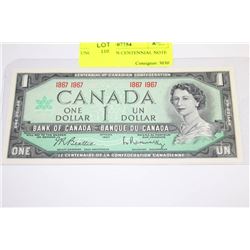 LOT
CENTENNIAL NOTE
Consignor:
CENTENNIAL OF CANADIAN CONFEDERATION
1867 1967 1867 1967
CANADA
ONE 1 UN
DOLLAR DOLLAR
BANK OF CANADA - BANQUE DU CANADA
ONE UN
LE CENTENAIRE DE LA CONFÉDÉRATION CANADIENNE